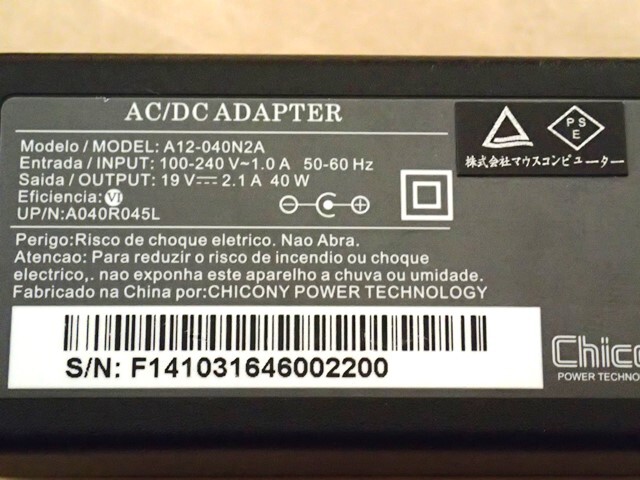 AC/DC ADAPTER
Modelo / MODEL: A12-040N2A
Entrada / INPUT: 100-240 V~1.0 A 50-60 Hz
Saida / OUTPUT: 19 V⎓ 2.1 A 40 W
Eficiencia: VI
UP/N:A040R045L
PS
E
株式会社マウスコンピューター
Perigo:Risco de choque eletrico. Nao Abra.
Atencao: Para reduzir o risco de incendio ou choque
electrico,. nao exponha este aparelho a chuva ou umidade.
Fabricado na China por:CHICONY POWER TECHNOLOGY
S/N: F141031646002200
POWER